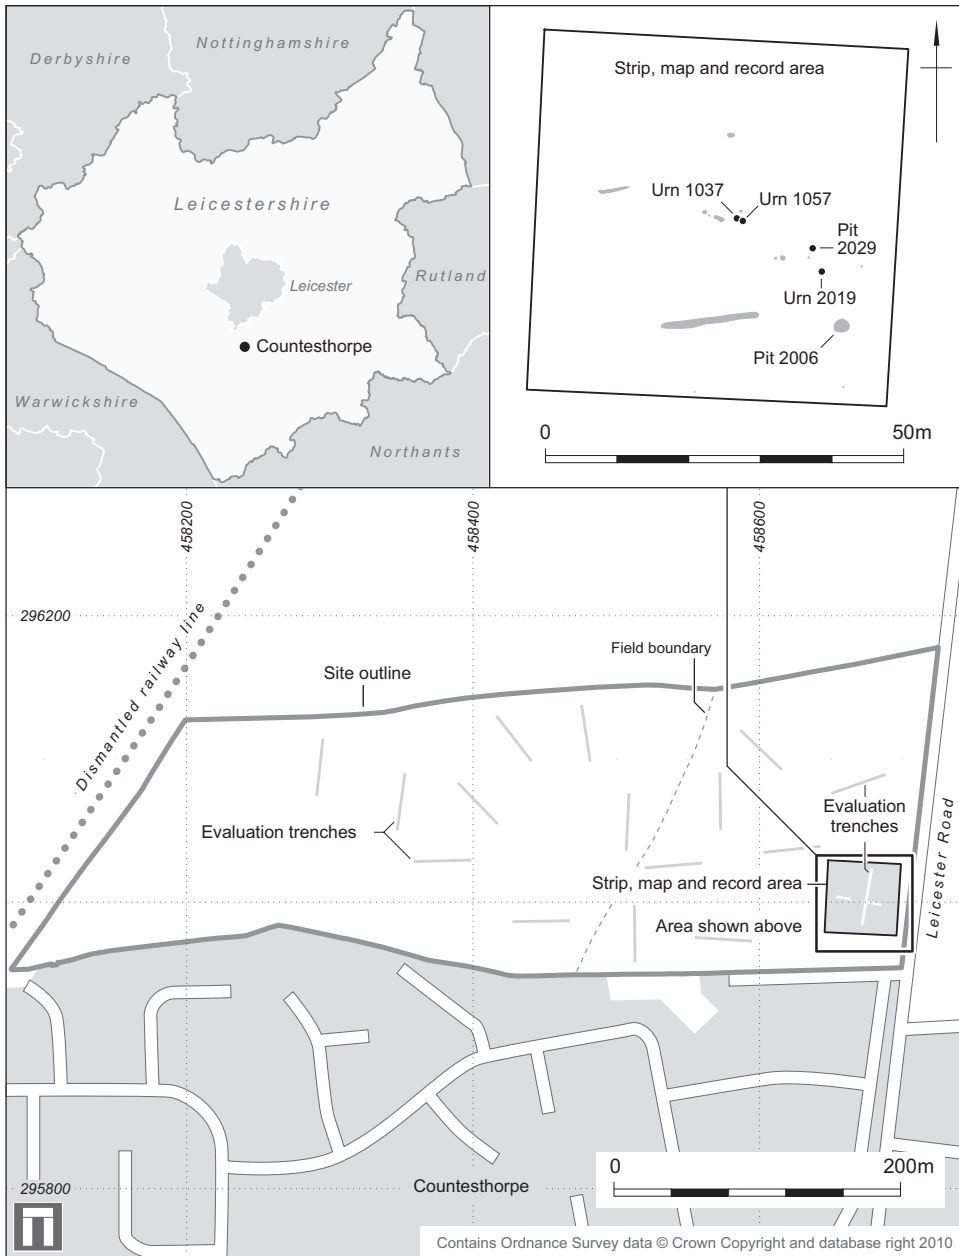 Derbyshire
Nottinghamshire
Leicestershire
Leicester
Rutland
Countesthorpe
Warwickshire
Northants
Strip, map and record area
Urn 1037
Urn 1057
Pit
2029
Urn 2019
Pit 2006
0
50m
458200
458400
458600
296200
Dismantled railway line
Site outline
Field boundary
Evaluation trenches
Evaluation
trenches
Strip, map and record area
Area shown above
Leicester Road
0
200m
295800
Countesthorpe
Contains Ordnance Survey data © Crown Copyright and database right 2010